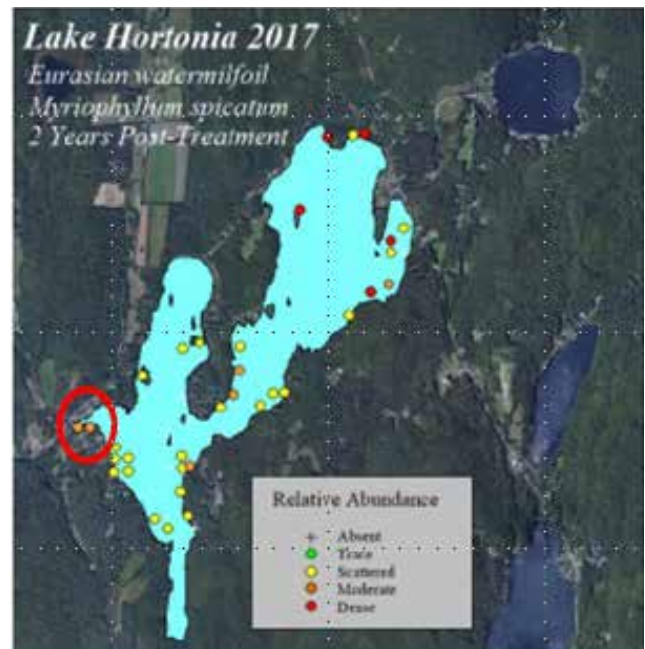 Lake Hortonia 2017
Eurasian watermilfoil
Myriophyllum spicatum
2 Years Post-Treatment
Relative Abundance
Absent
Trace
Scattered
Moderate
Dense